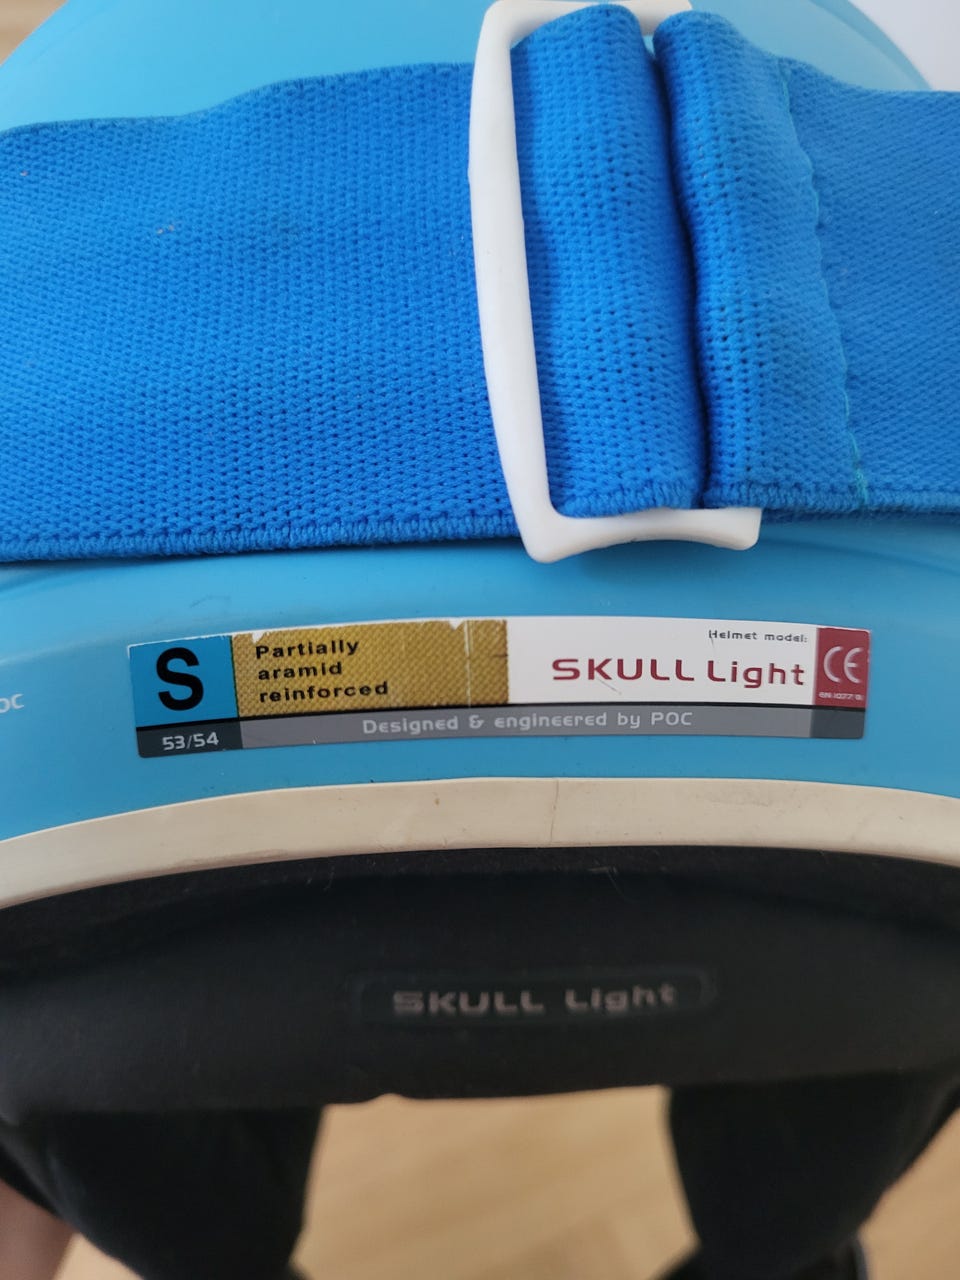 S
53/54
Partially
aramid
reinforced
Helmet model:
SKULL Light
CE
Designed & engineered by POC
SKULL Light